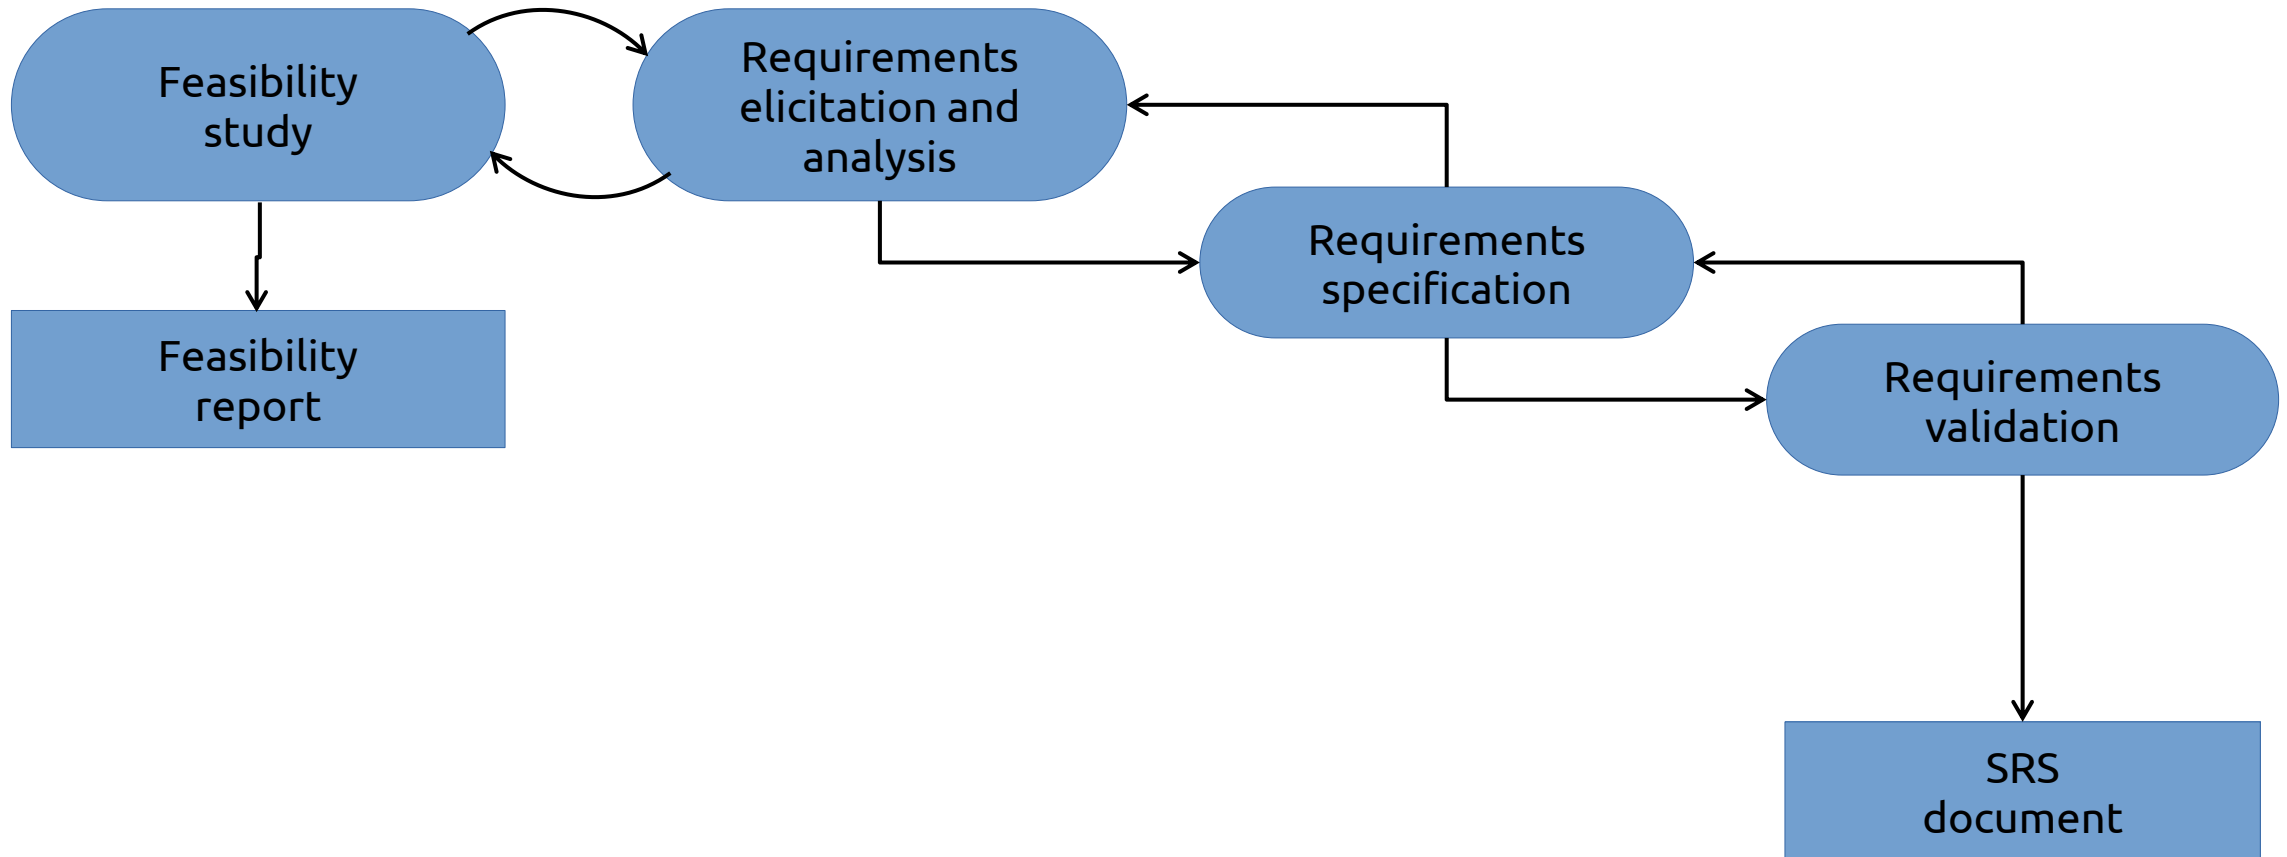 Feasibility
study
Requirements
elicitation and
analysis
Requirements
specification
Feasibility
report
Requirements
validation
SRS
document